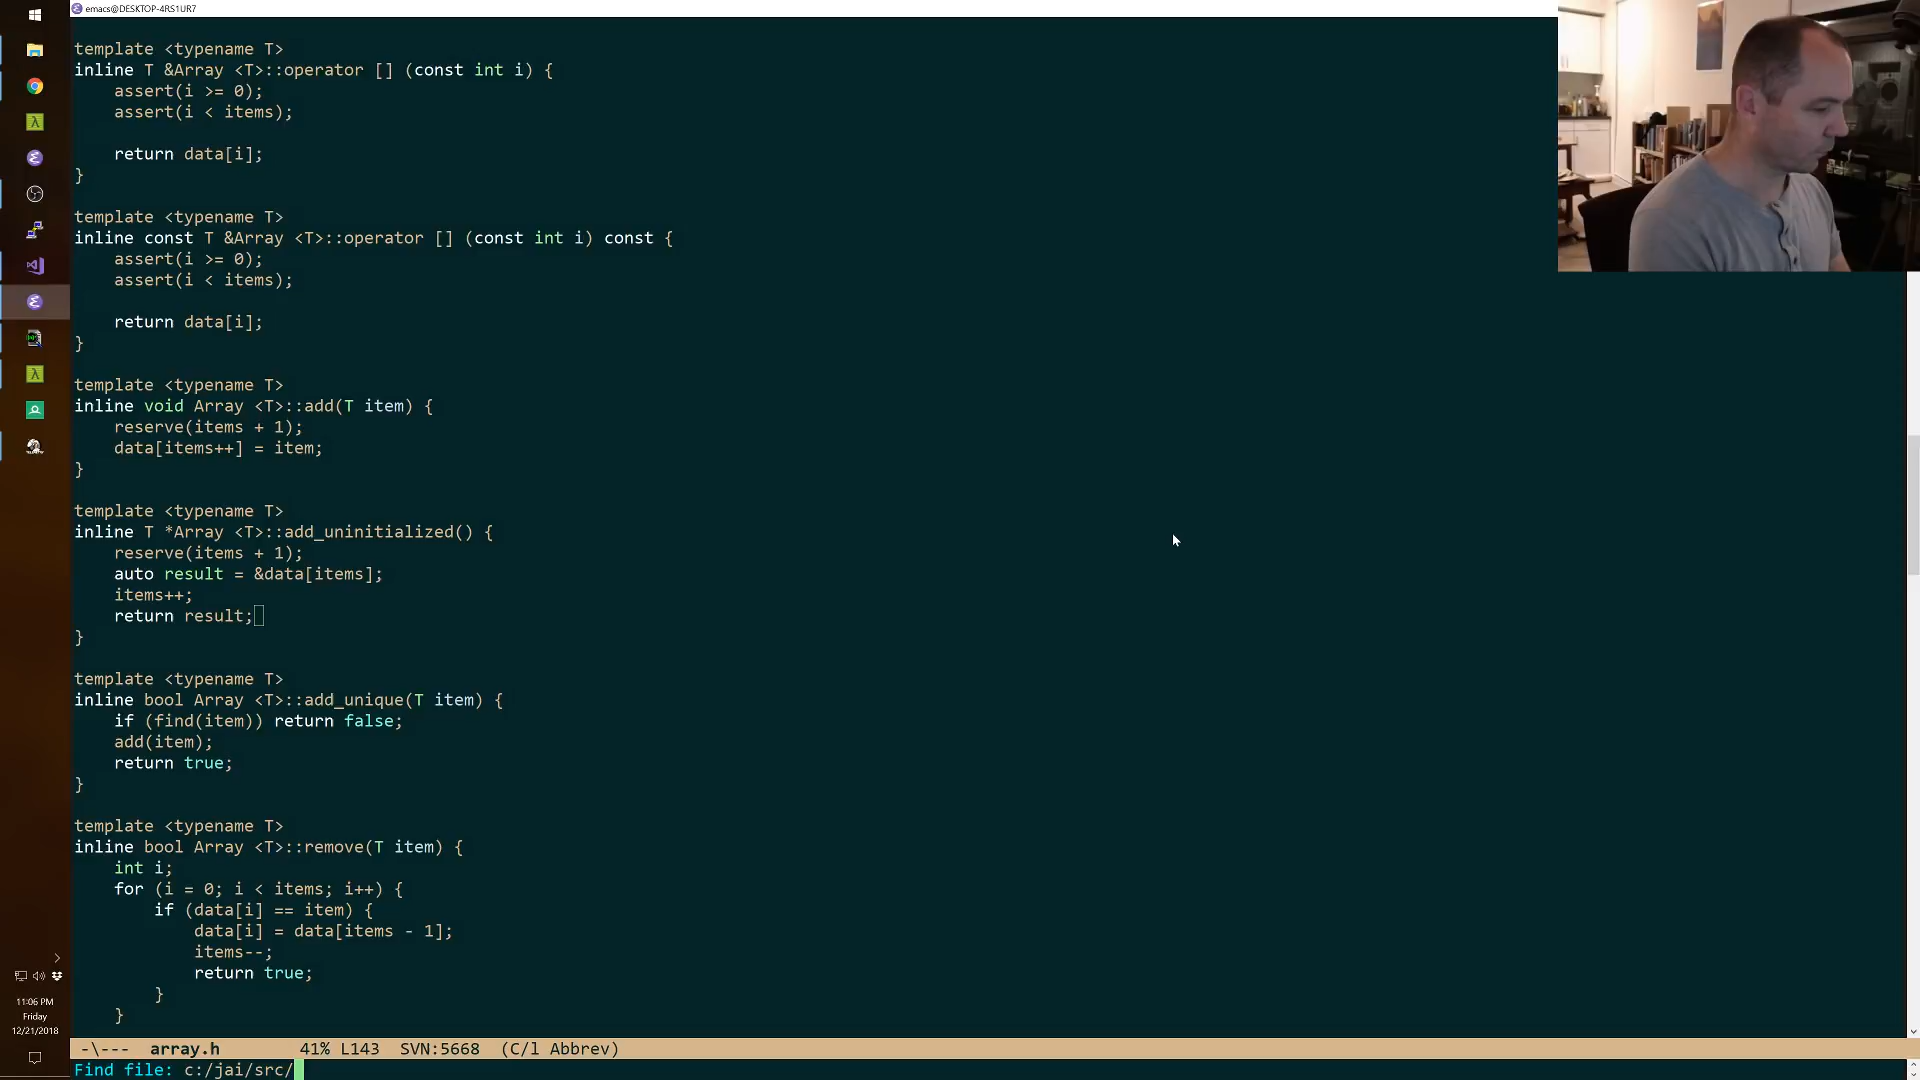 emacs@DESKTOP-4RS1UR7
template <typename T>
inline T &Array <T>::operator [] (const int i) {
    assert(i >= 0);
    assert(i < items);
    return data[i];
}
template <typename T>
inline const T &Array <T>::operator [] (const int i) const {
    assert(i >= 0);
    assert(i < items);
    return data[i];
}
template <typename T>
inline void Array <T>::add(T item) {
    reserve(items + 1);
    data[items++] = item;
}
template <typename T>
inline T *Array <T>::add_uninitialized() {
    reserve(items + 1);
    auto result = &data[items];
    items++;
    return result;
}
template <typename T>
inline bool Array <T>::add_unique(T item) {
    if (find(item)) return false;
    add(item);
    return true;
}
template <typename T>
inline bool Array <T>::remove(T item) {
    int i;
    for (i = 0; i < items; i++) {
        if (data[i] == item) {
            data[i] = data[items - 1];
            items--;
            return true;
        }
    }
11:06 PM
Friday
12/21/2018
-\--- array.h 41% L143 SVN:5668 (C/l Abbrev)
Find file: c:/jai/src/